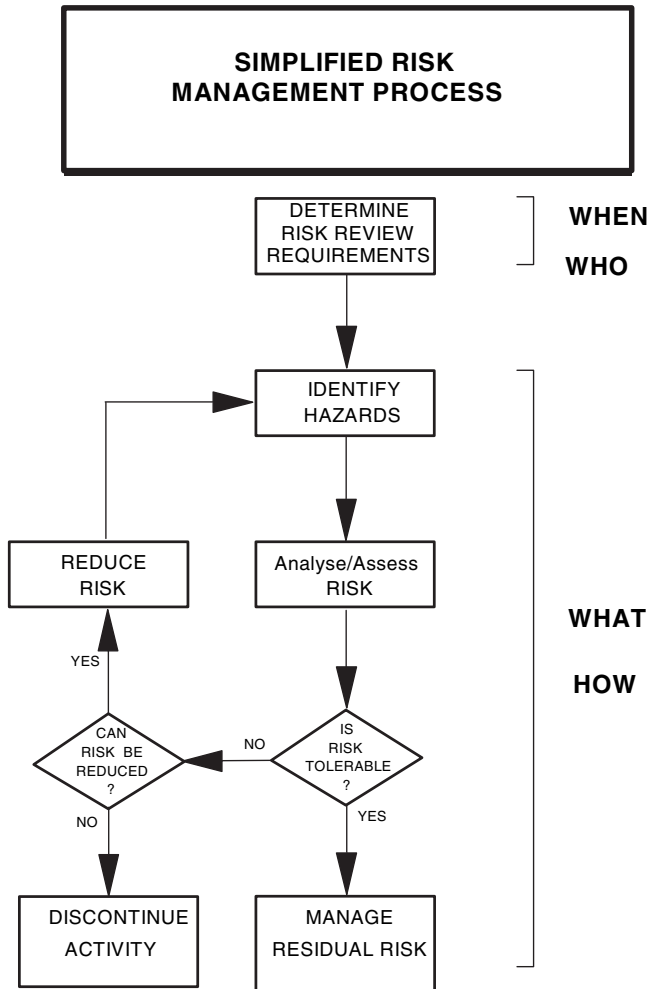 SIMPLIFIED RISK
MANAGEMENT PROCESS
DETERMINE
RISK REVIEW
REQUIREMENTS
WHEN
WHO
IDENTIFY
HAZARDS
REDUCE
RISK
Analyse/Assess
RISK
WHAT
HOW
YES
CAN
RISK BE
REDUCED
?
NO
IS
RISK
TOLERABLE
?
NO
YES
DISCONTINUE
ACTIVITY
MANAGE
RESIDUAL RISK